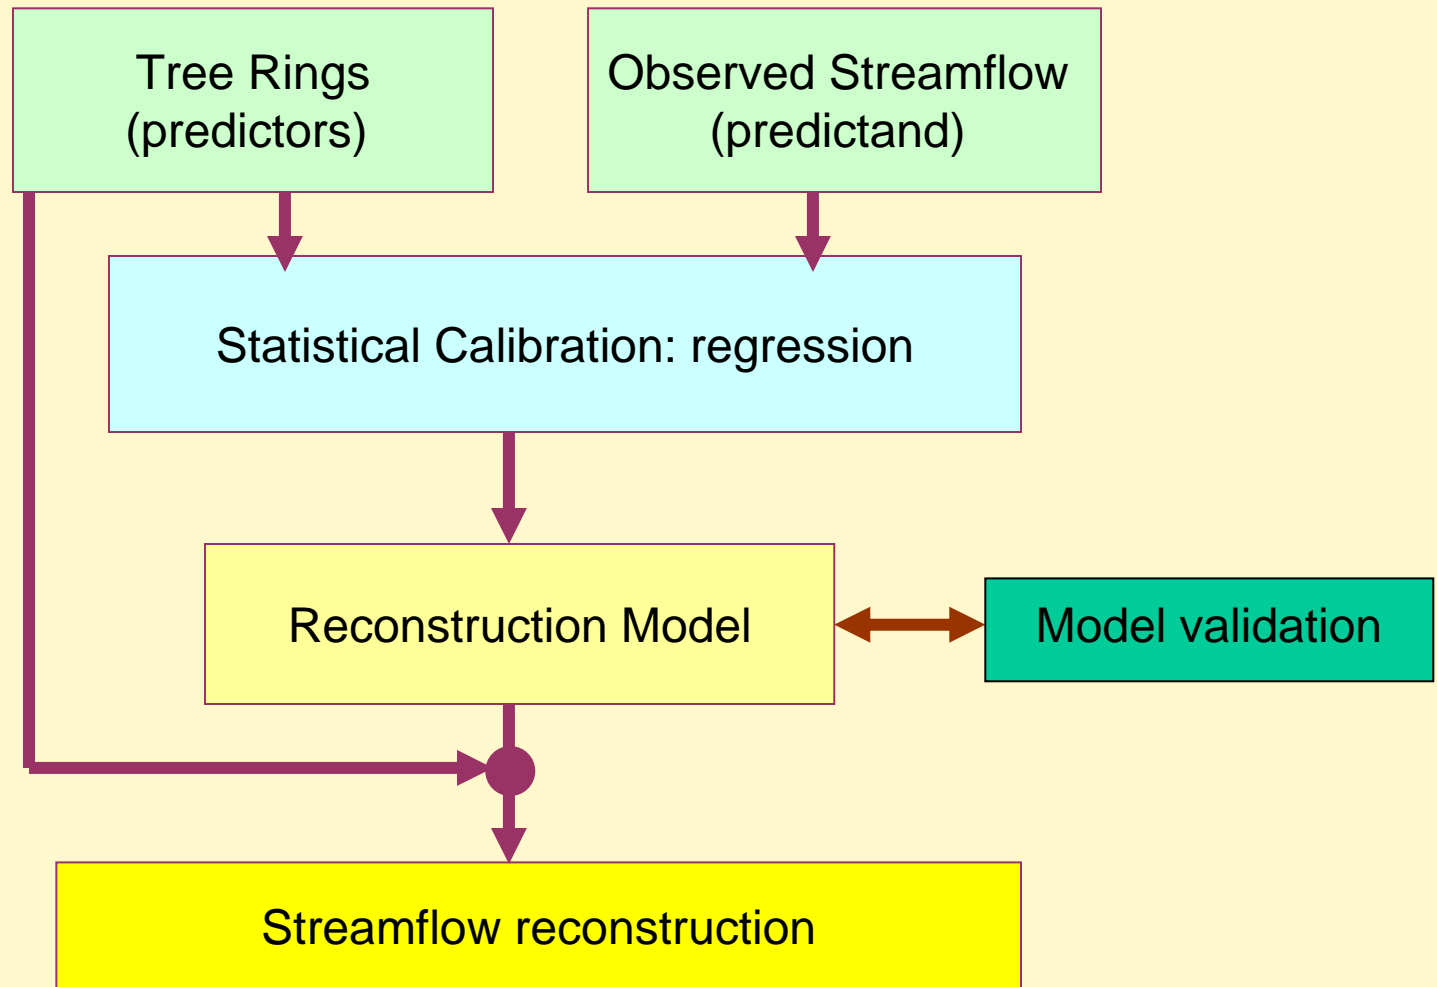 Tree Rings
(predictors)
Observed Streamflow
(predictand)
Statistical Calibration: regression
Reconstruction Model
Model validation
Streamflow reconstruction